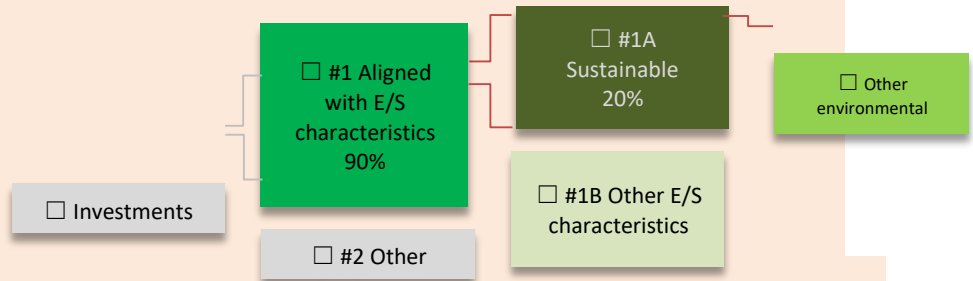 ☐ Investments
☐ #1 Aligned
with E/S
characteristics
90%
☐ #2 Other
☐ #1A
Sustainable
20%
☐ #1B Other E/S
characteristics
☐ Other
environmental